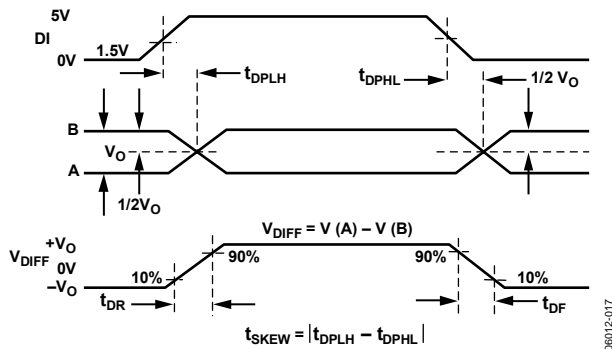 5V
DI
0V
1.5V
tDPLH
tDPHL
1/2 VO
B
VO
A
1/2VO
VDIFF = V (A) – V (B)
+VO
VDIFF
0V
–VO
10%
90%
90%
10%
tDR
tDF
tSKEW = |tDPLH – tDPHL|
06012-017